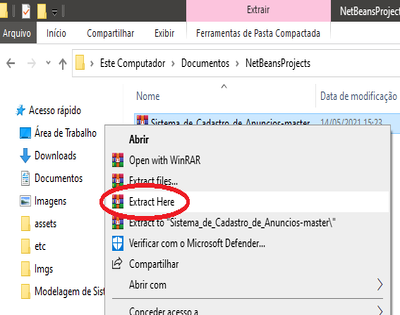 Extrair
NetBeansProject
Arquivo
Início
Compartilhar
Exibir
Ferramentas de Pasta Compactada
Este Computador > Documentos > NetBeansProjects
Nome
Data de modificação
Acesso rápido
Sistema_de_Cadastro_de_Anuncios-master
14/05/2021 15:23
Área de Trabalho
Downloads
Documentos
Imagens
assets
etc
Imgs
Modelagem de Sist
Abrir
Open with WinRAR
Extract files...
Extract Here
Extract to "Sistema_de_Cadastro_de_Anuncios-master\"
Verificar com o Microsoft Defender...
Compartilhar
Abrir com
Conceder acesso a